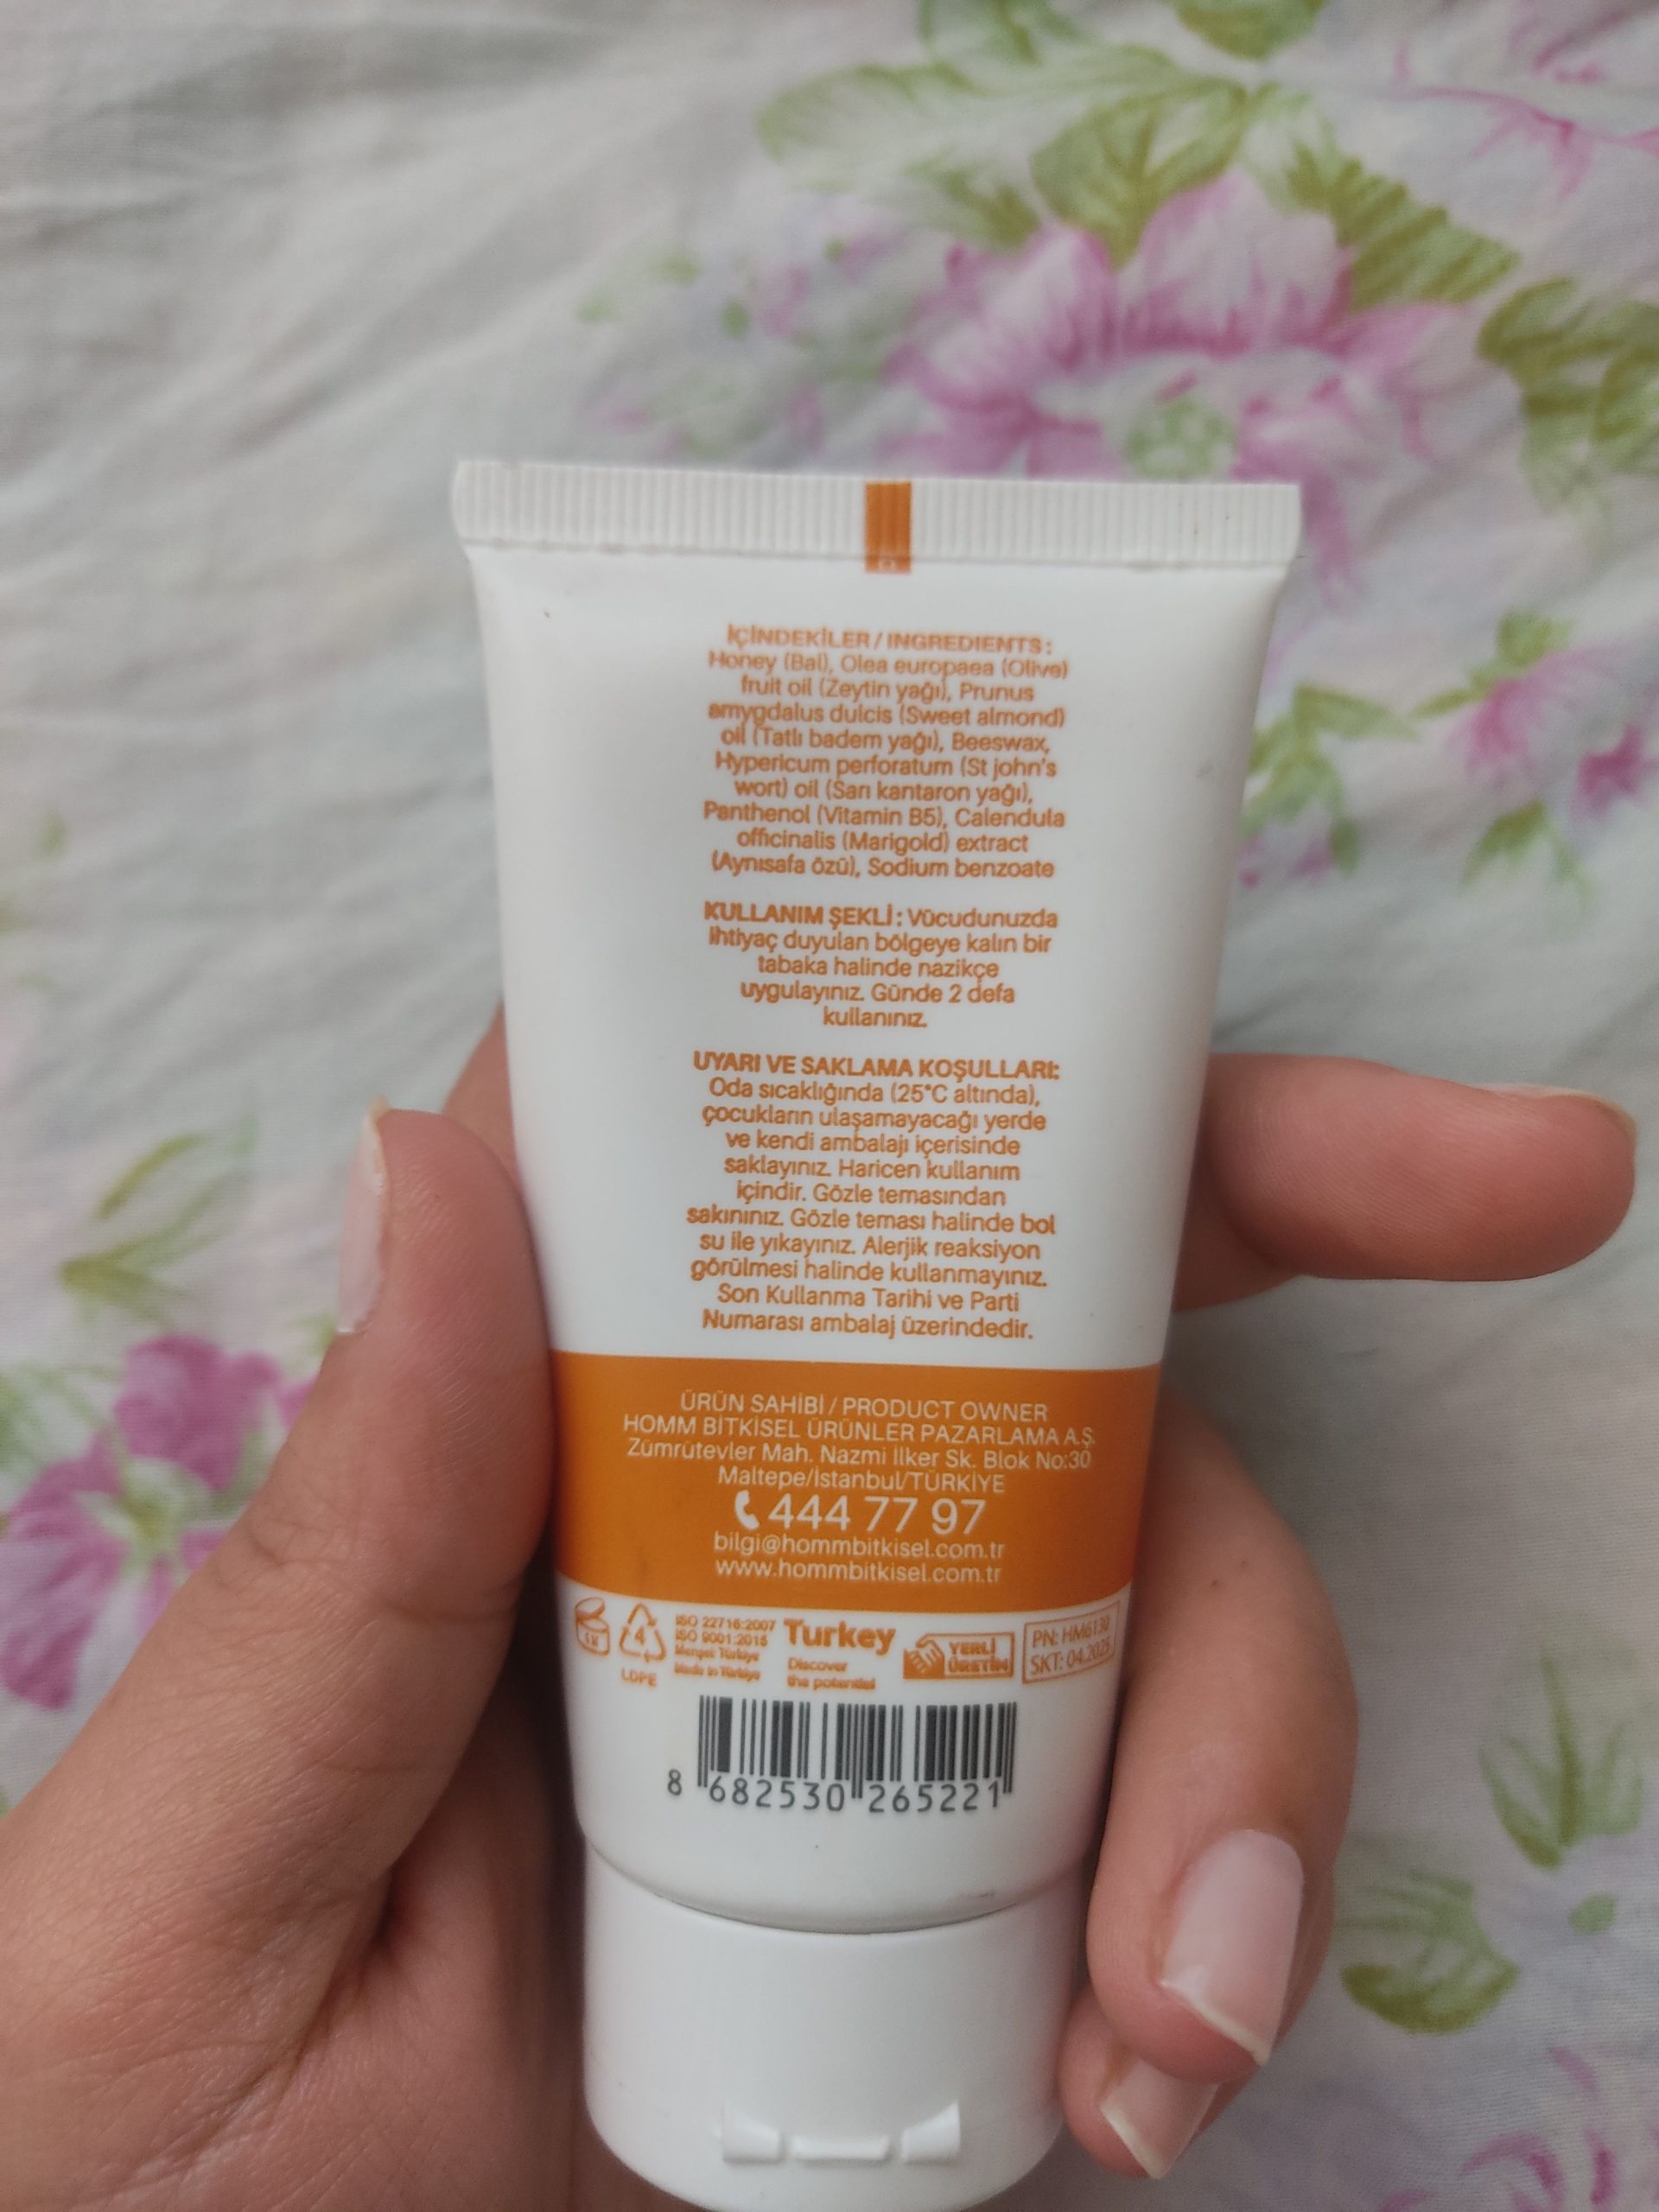 İÇİNDEKİLER / INGREDIENTS :
Honey (Bal), Olea europaea (Olive)
fruit oil (Zeytin yağı), Prunus
amygdalus dulcis (Sweet almond)
oil (Tatlı badem yağı), Beeswax,
Hypericum perforatum (St john's
wort) oil (Sarı kantaron yağı),
Panthenol (Vitamin B5), Calendula
officinalis (Marigold) extract
(Aynısafa özü), Sodium benzoate
KULLANIM ŞEKLİ : Vücudunuzda
ihtiyaç duyulan bölgeye kalın bir
tabaka halinde nazikçe
uygulayınız. Günde 2 defa
kullanınız.
UYARI VE SAKLAMA KOŞULLARI:
Oda sıcaklığında (25°C altında),
çocukların ulaşamayacağı yerde
ve kendi ambalajı içerisinde
saklayınız. Haricen kullanım
içindir. Gözle temasından
sakınınız. Gözle teması halinde bol
su ile yıkayınız. Alerjik reaksiyon
görülmesi halinde kullanmayınız.
Son Kullanma Tarihi ve Parti
Numarası ambalaj üzerindedir.
ÜRÜN SAHİBİ / PRODUCT OWNER
HOMM BİTKİSEL ÜRÜNLER PAZARLAMA A.Ş.
Zümrütevler Mah. Nazmi İlker Sk. Blok No:30
Maltepe/İstanbul/TÜRKİYE
444 77 97
bilgi@hommbitkisel.com.tr
www.hommbitkisel.com.tr
4
LDPE
ISO 22716:2007
ISO 9001:2015
Menşei Türkiye
Made in Türkiye
Turkey
Discover
the potential
YERLİ
ÜRETİM
PN: HM6130
SKT: 04.2025
8 682530 265221